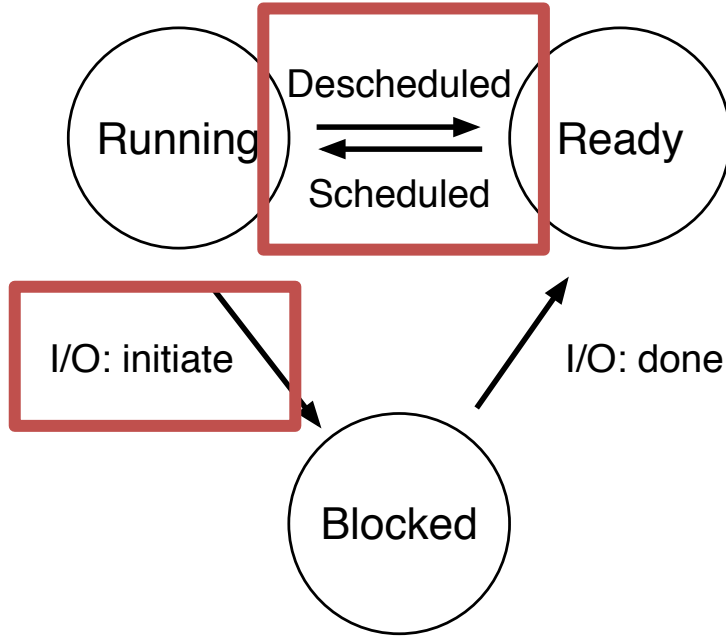 Descheduled
Running
Ready
Scheduled
I/O: initiate
I/O: done
Blocked